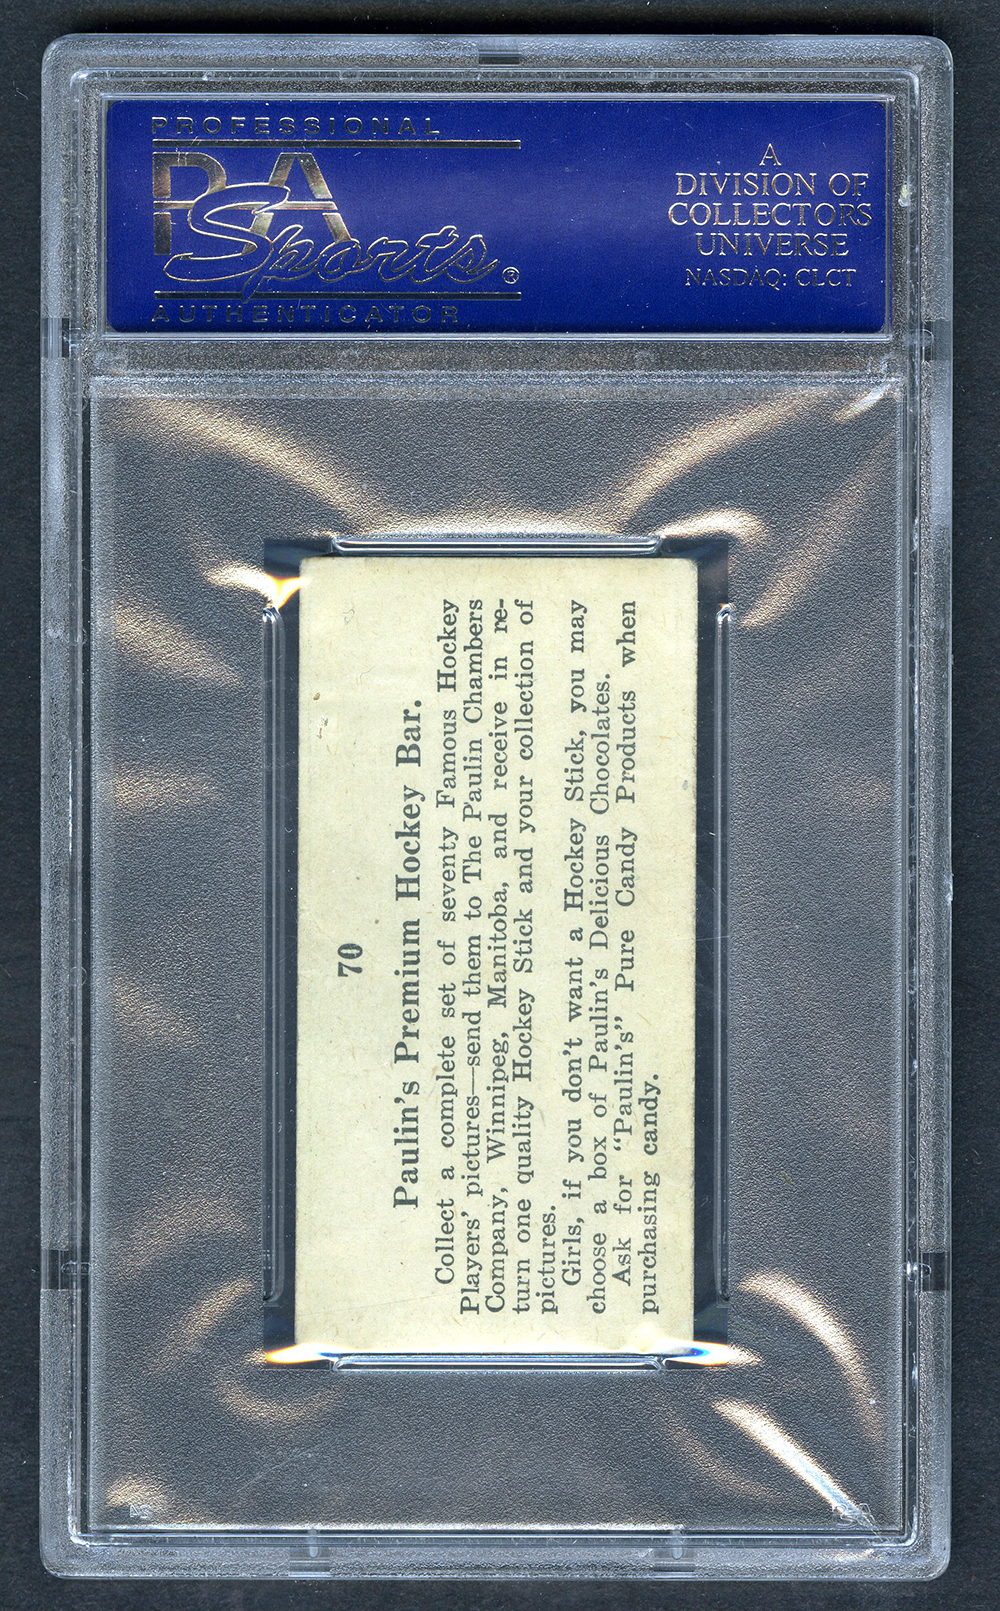 PROFESSIONAL
PSA
Sports®
AUTHENTICATOR
A
DIVISION OF
COLLECTORS
UNIVERSE
NASDAQ: CLCT
70
Paulin's Premium Hockey Bar.
Collect a complete set of seventy Famous Hockey
Players' pictures—send them to The Paulin Chambers
Company, Winnipeg, Manitoba, and receive in re-
turn one quality Hockey Stick and your collection of
pictures.
Girls, if you don't want a Hockey Stick, you may
choose a box of Paulin's Delicious Chocolates.
Ask for "Paulin's" Pure Candy Products when
purchasing candy.